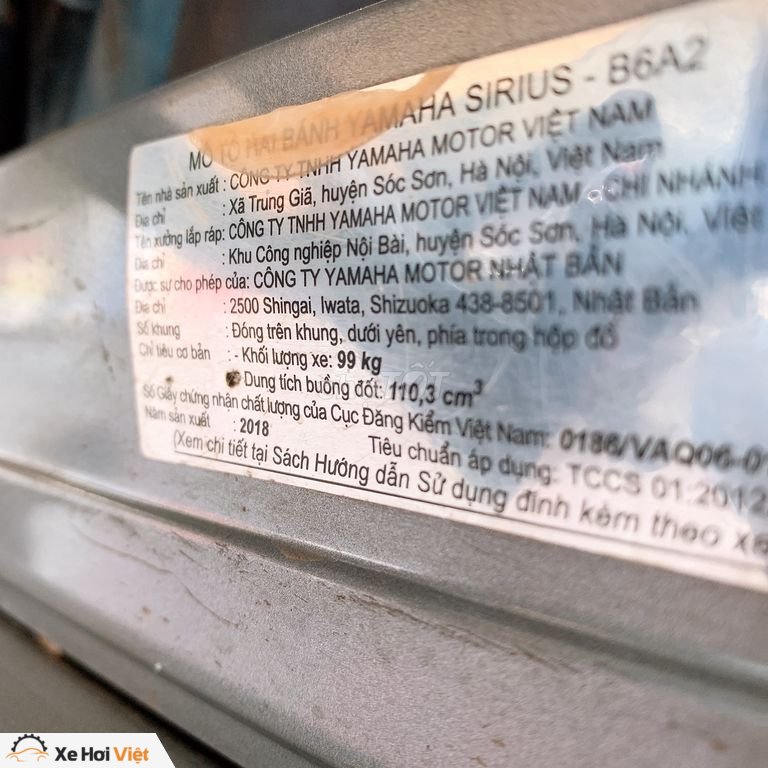 MÔ TÔ HAI BÁNH YAMAHA SIRIUS - B6A2
Tên nhà sản xuất : CÔNG TY TNHH YAMAHA MOTOR VIỆT NAM
Địa chỉ : Xã Trung Giã, huyện Sóc Sơn, Hà Nội, Việt Nam
Tên xưởng lắp ráp: CÔNG TY TNHH YAMAHA MOTOR VIỆT NAM - CHI NHÁNH
Địa chỉ : Khu Công nghiệp Nội Bài, huyện Sóc Sơn, Hà Nội, Việt
Được sự cho phép của: CÔNG TY YAMAHA MOTOR NHẬT BẢN
Địa chỉ : 2500 Shingai, Iwata, Shizuoka 438-8501, Nhật Bản
Số khung : Đóng trên khung, dưới yên, phía trong hộp đồ
Chỉ tiêu cơ bản : - Khối lượng xe: 99 kg
Dung tích buồng đốt: 110,3 cm³
Số Giấy chứng nhận chất lượng của Cục Đăng Kiểm Việt Nam: 0186/VAQ06-01
Năm sản xuất : 2018 Tiêu chuẩn áp dụng: TCCS 01:2012
(Xem chi tiết tại Sách Hướng dẫn Sử dụng đính kèm theo xe
Xe Hơi Việt